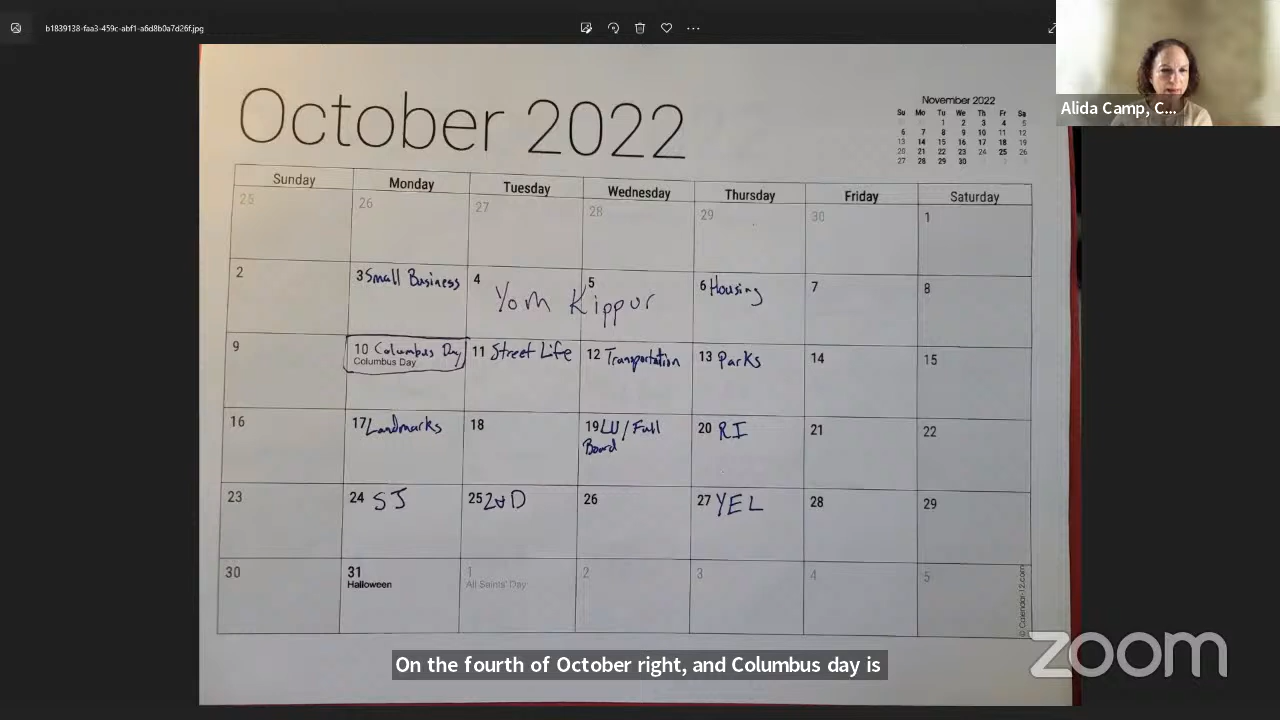 b1839138-faa3-459c-abf1-a6d8b0a7d26f.jpg
Alida Camp, C...
October 2022
November 2022
Su Mo Tu We Th Fr Sa
1 2 3 4 5
6 7 8 9 10 11 12
13 14 15 16 17 18 19
20 21 22 23 24 25 26
27 28 29 30
Sunday Monday Tuesday Wednesday Thursday Friday Saturday
25 26 27 28 29 30 1
2 3 Small Business 4 5 6 Housing 7 8
Yom Kippur
9 10 Columbus Day 11 Street Life 12 Transportation 13 Parks 14 15
Columbus Day
16 17 Landmarks 18 19 LU/Full 20 RI 21 22
Board
23 24 SJ 25 26 27 YEL 28 29
30 31 1 2 3 4 5
Halloween All Saints' Day
© Calendar-12.com
On the fourth of October right, and Columbus day is
zoom